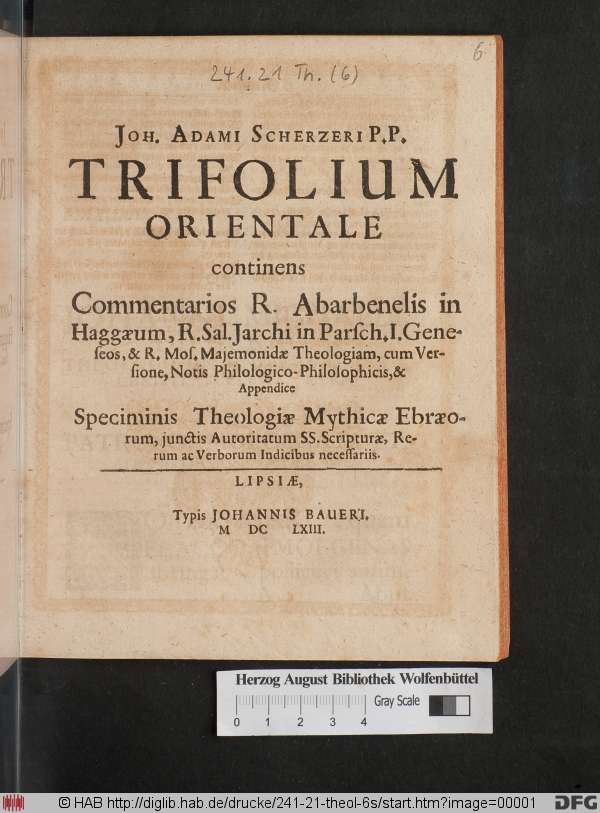 6
241.21 Th. (6)
JOH. ADAMI SCHERZERI P.P.
TRIFOLIUM
ORIENTALE
continens
Commentarios R. Abarbenelis in
Haggæum, R. Sal. Jarchi in Parſch. I. Gene-
ſeos, & R. Moſ. Majemonidæ Theologiam, cum Ver-
ſione, Notis Philologico-Philoſophicis, &
Appendice
Speciminis Theologiæ Mythicæ Ebræo-
rum, junctis Autoritatum SS. Scripturæ, Re-
rum ac Verborum Indicibus neceſſariis.
LIPSIÆ,
Typis JOHANNIS BAUERI.
M DC LXIII.
Herzog August Bibliothek Wolfenbüttel
Gray Scale
0 1 2 3 4
© HAB http://diglib.hab.de/drucke/241-21-theol-6s/start.htm?image=00001
DFG